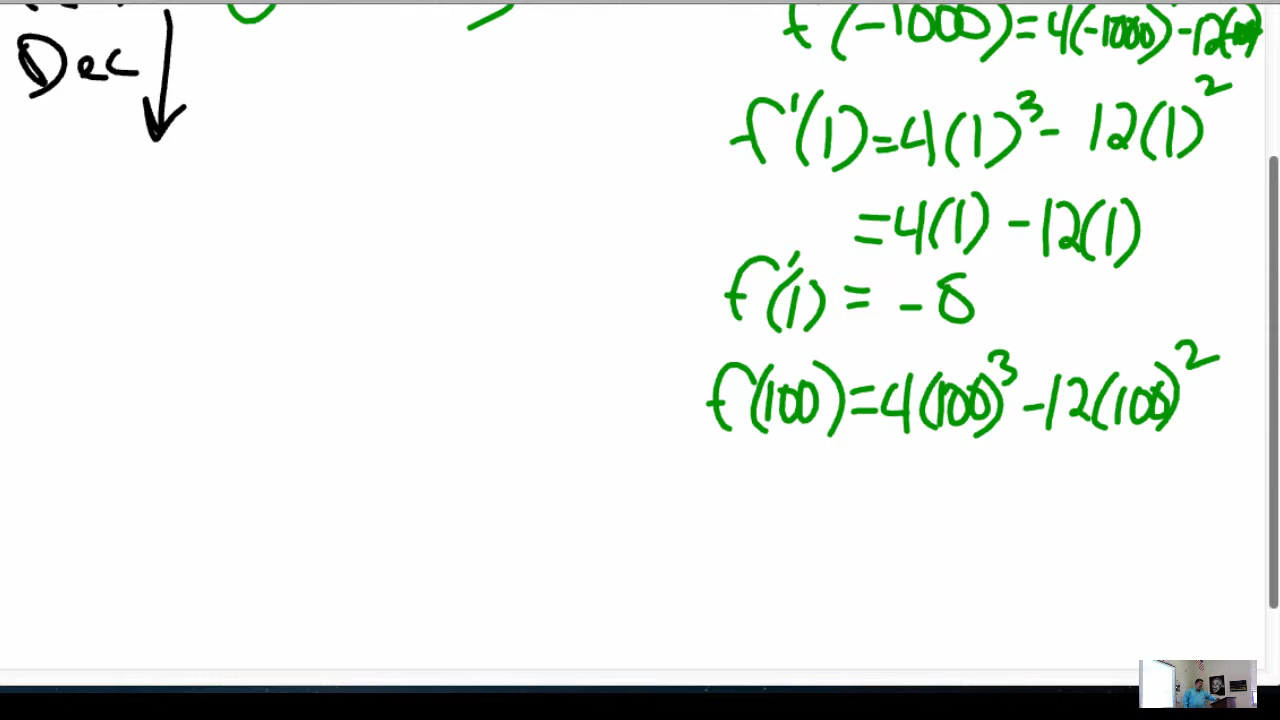 Dec
f(-1000)=4(-1000)-12(
f'(1)=4(1)³-12(1)²
=4(1)-12(1)
f'(1)=-8
f(100)=4(100)³-12(100)²